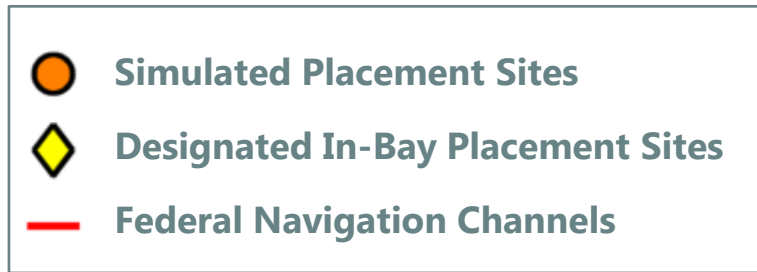 Simulated Placement Sites
Designated In-Bay Placement Sites
Federal Navigation Channels